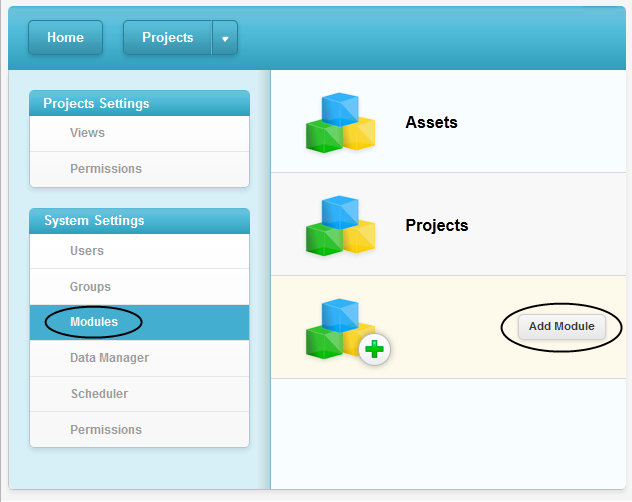 Home
Projects
Projects Settings
Views
Permissions
System Settings
Users
Groups
Modules
Data Manager
Scheduler
Permissions
Assets
Projects
Add Module